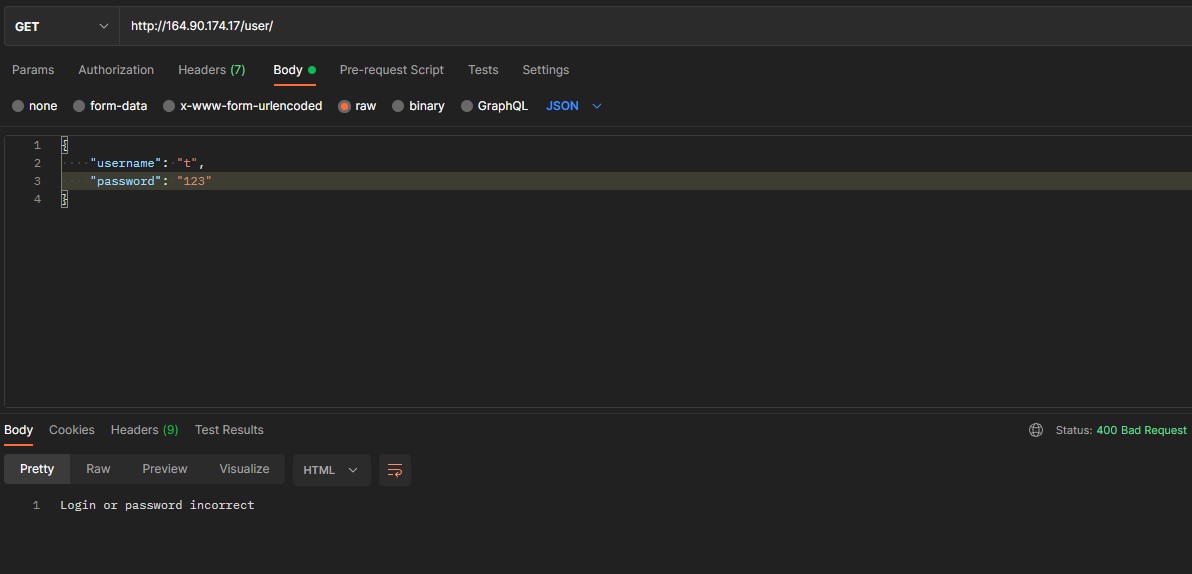 GET http://164.90.174.17/user/
Params Authorization Headers (7) Body Pre-request Script Tests Settings
none form-data x-www-form-urlencoded raw binary GraphQL JSON
1 {
2 "username": "t",
3 "password": "123"
4 }
Body Cookies Headers (9) Test Results Status: 400 Bad Request
Pretty Raw Preview Visualize HTML
1 Login or password incorrect